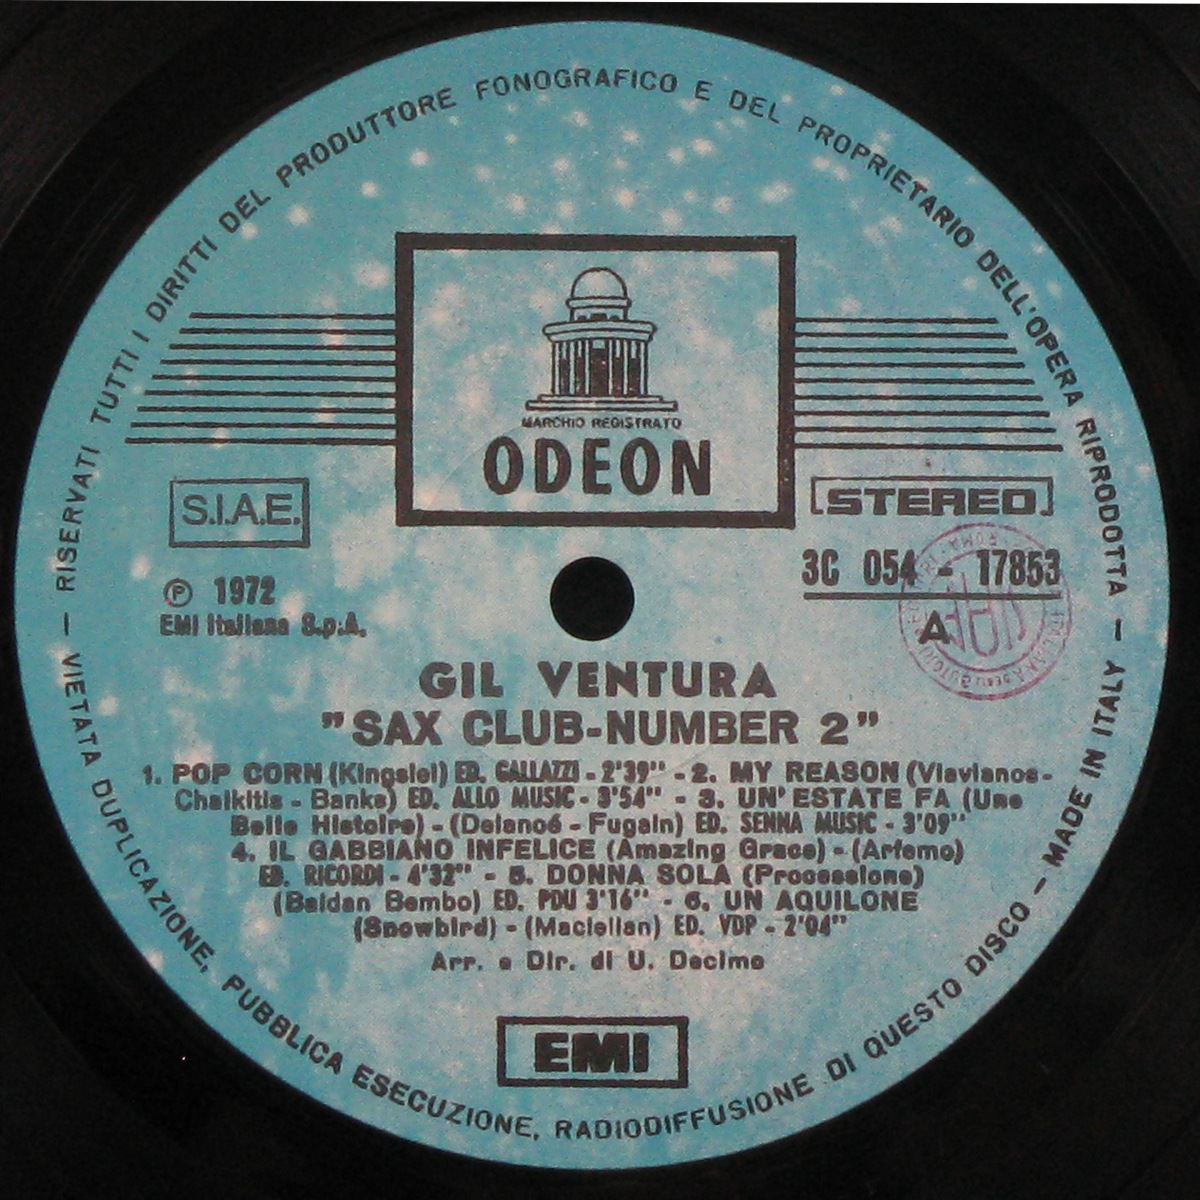 RISERVATI TUTTI I DIRITTI DEL PRODUTTORE FONOGRAFICO E DEL PROPRIETARIO DELL'OPERA RIPRODOTTA — MADE IN ITALY
MARCHIO REGISTRATO
ODEON
S.I.A.E.
STEREO
℗ 1972
EMI Italiana S.p.A.
3C 054 - 17853
A
GIL VENTURA
"SAX CLUB-NUMBER 2"
1. POP CORN (Kingslei) ED. GALLAZZI - 2'39" - 2. MY REASON (Vlavianos-
Chalkitis - Banks) ED. ALLO MUSIC - 3'54" - 3. UN'ESTATE FA (Une
Belle Histoire) - (Delanoé - Fugain) ED. SENNA MUSIC - 3'09"
4. IL GABBIANO INFELICE (Amazing Grace) - (Arfemo)
ED. RICORDI - 4'32" - 5. DONNA SOLA (Processione)
(Baldan Bembo) ED. PDU 3'16" - 6. UN AQUILONE
(Snowbird) - (Maclellan) ED. VDP - 2'04"
Arr. e Dir. di U. Decimo
EMI
— VIETATA DUPLICAZIONE, PUBBLICA ESECUZIONE, RADIODIFFUSIONE DI QUESTO DISCO —